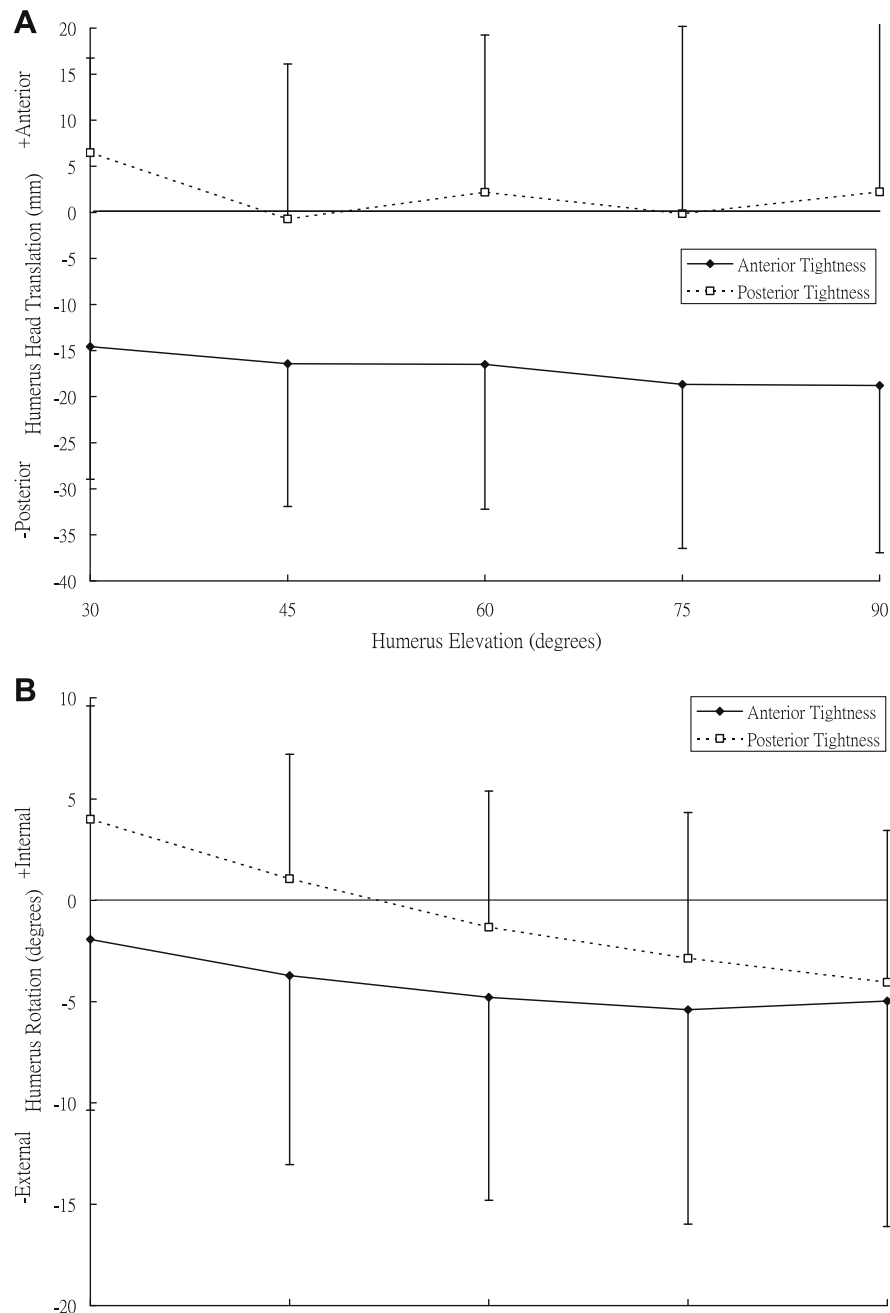 A
20
15
10
5
0
-5
-10
-15
-20
-25
-30
-35
-40
+Anterior
Humerus Head Translation (mm)
-Posterior
Anterior Tightness
Posterior Tightness
30
45
60
75
90
Humerus Elevation (degrees)
B
10
5
0
-5
-10
-15
-20
+Internal
Humerus Rotation (degrees)
-External
Anterior Tightness
Posterior Tightness